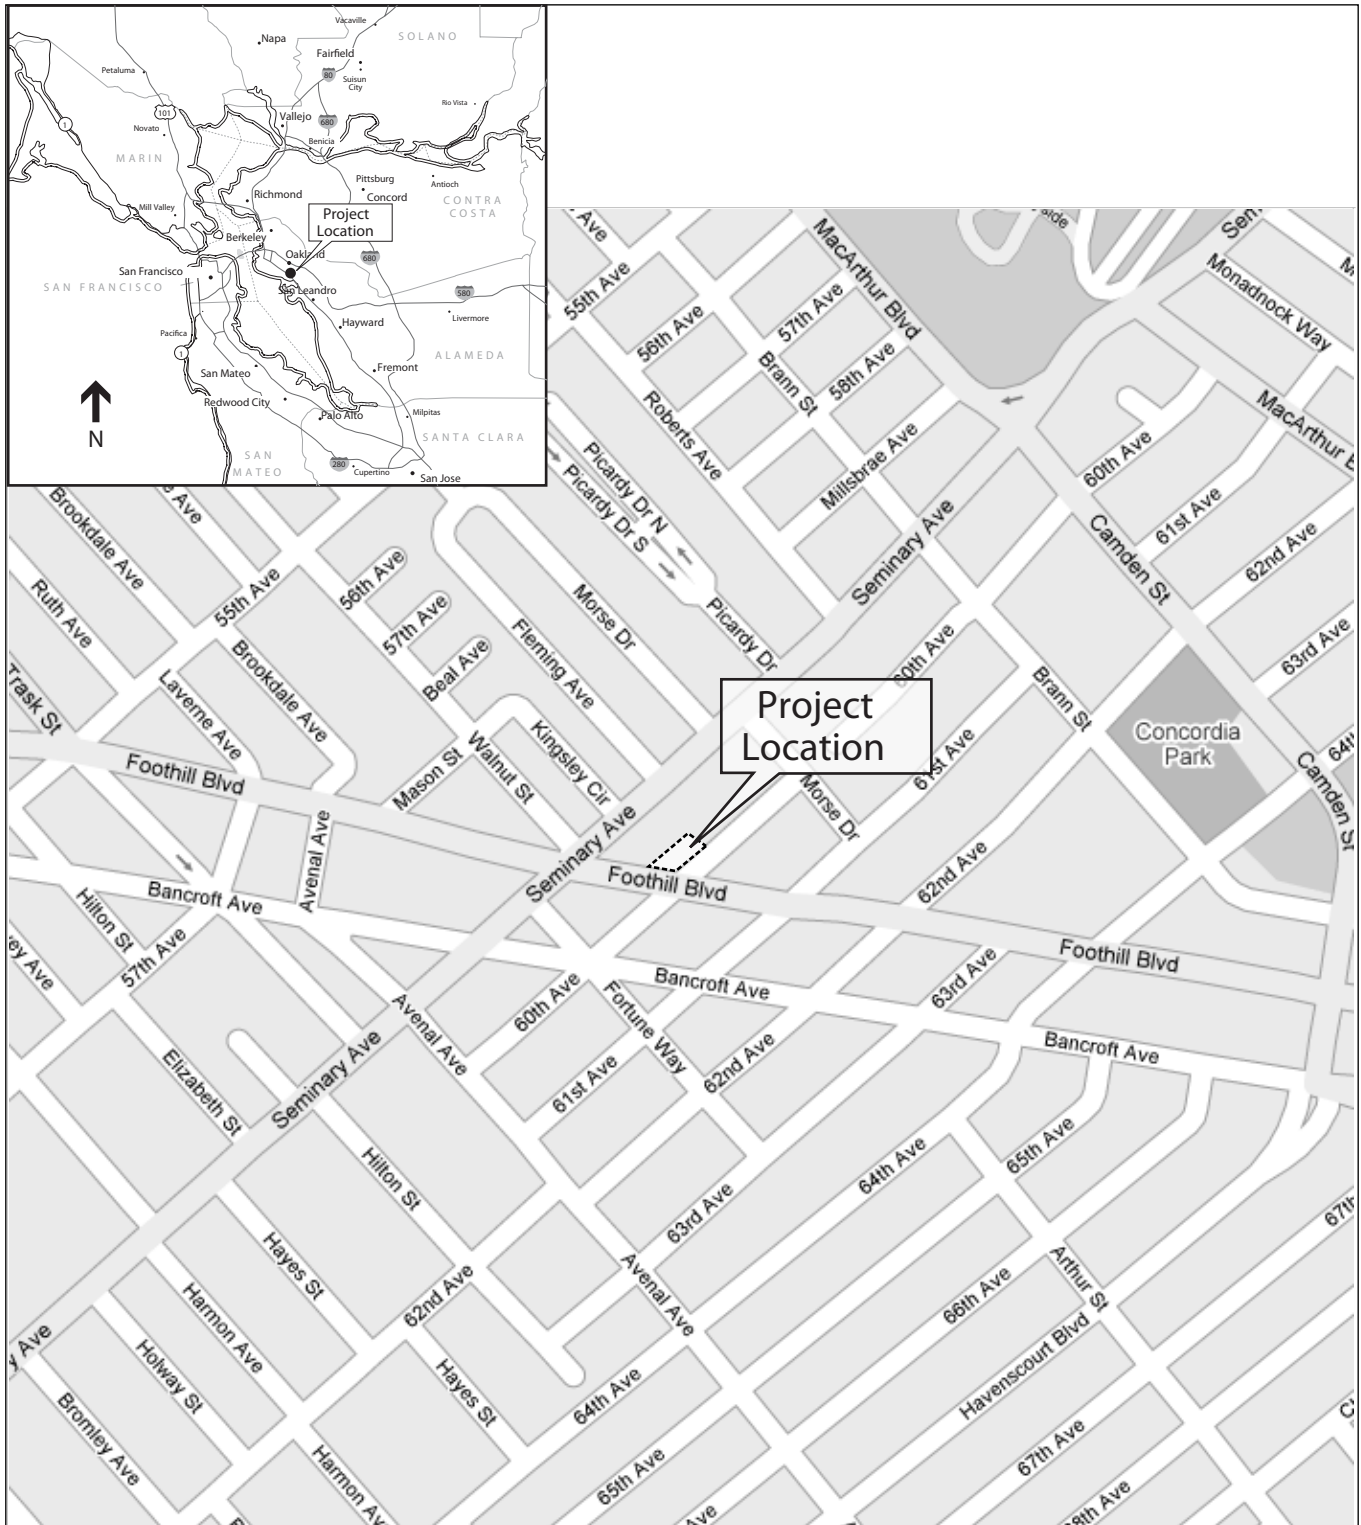 Vacaville
SOLANO
Napa
Fairfield
80
Suisun
City
Petaluma
Rio Vista
101
1
Novato
Vallejo
680
Benicia
MARIN
Pittsburg
Antioch
Concord
Richmond
CONTRA
COSTA
Mill Valley
Project
Location
Berkeley
Oakland
680
San Francisco
SAN FRANCISCO
San Leandro
580
Livermore
Hayward
Pacifica
1
ALAMEDA
San Mateo
Fremont
Redwood City
Palo Alto
Milpitas
SANTA CLARA
N
SAN
MATEO
280
Cupertino
San Jose
Ave
MacArthur Blvd
side
Monadnock Way
55th Ave
56th Ave
57th Ave
58th Ave
Brann St
Roberts Ave
Millsbrae Ave
MacArthur B
60th Ave
61st Ave
62nd Ave
63rd Ave
Camden St
Seminary Ave
Picardy Dr N
Picardy Dr S
Picardy Dr
Brookdale Ave
e Ave
Ruth Ave
55th Ave
56th Ave
57th Ave
Beal Ave
Morse Dr
Fleming Ave
60th Ave
Brann St
Trask St
Laverne Ave
Brookdale Ave
Project
Location
Concordia
Park
64th
Camden St
61st Ave
Morse Dr
Foothill Blvd
Mason St
Walnut St
Kingsley Cir
Seminary Ave
Avenal Ave
Foothill Blvd
62nd Ave
Bancroft Ave
Hilton St
57th Ave
ey Ave
Foothill Blvd
63rd Ave
Bancroft Ave
60th Ave
Fortune Way
Avenal Ave
61st Ave
62nd Ave
Bancroft Ave
Elizabeth St
Seminary Ave
Hilton St
64th Ave
65th Ave
63rd Ave
67th
Hayes St
62nd Ave
Avenal Ave
Arthur St
66th Ave
Harmon Ave
Holway St
y Ave
Hayes St
64th Ave
Havenscourt Blvd
Bromley Ave
Harmon Av
65th Ave
67th Ave
8th Ave
Ave